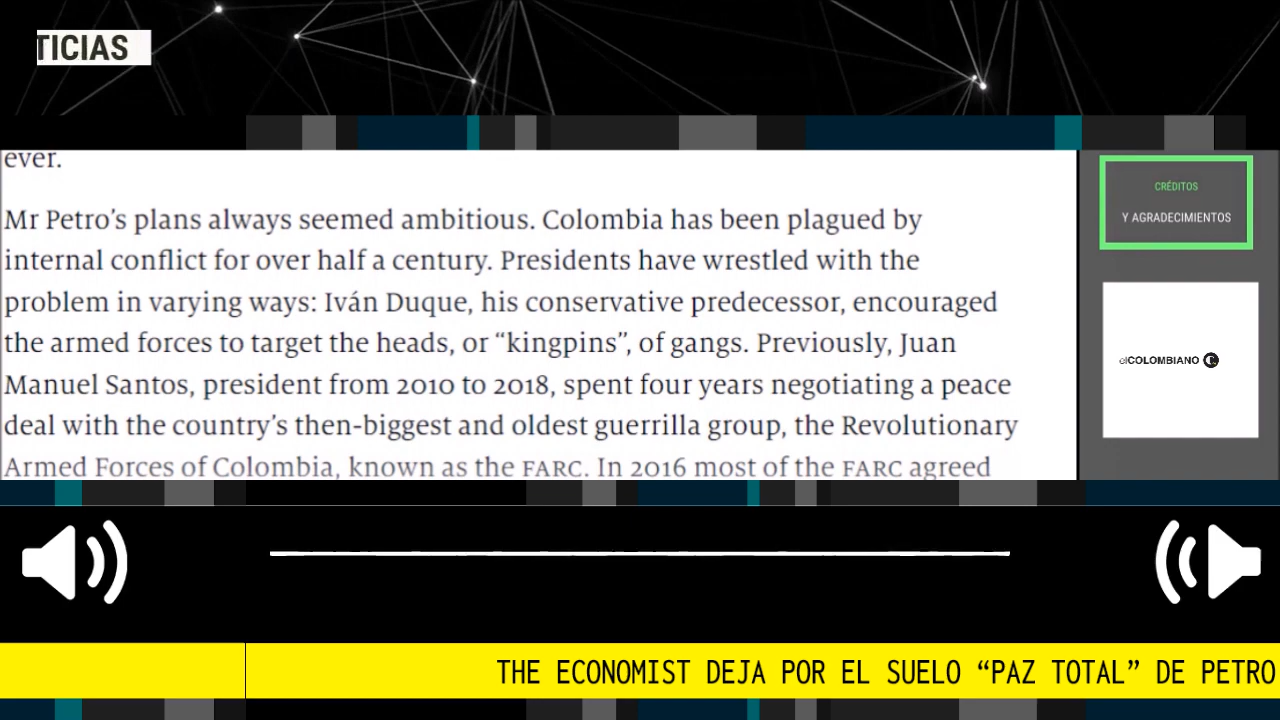 TICIAS
ever.
Mr Petro’s plans always seemed ambitious. Colombia has been plagued by
internal conflict for over half a century. Presidents have wrestled with the
problem in varying ways: Iván Duque, his conservative predecessor, encouraged
the armed forces to target the heads, or “kingpins”, of gangs. Previously, Juan
Manuel Santos, president from 2010 to 2018, spent four years negotiating a peace
deal with the country’s then-biggest and oldest guerrilla group, the Revolutionary
Armed Forces of Colombia, known as the FARC. In 2016 most of the FARC agreed
CRÉDITOS
Y AGRADECIMIENTOS
elCOLOMBIANO
THE ECONOMIST DEJA POR EL SUELO “PAZ TOTAL” DE PETRO